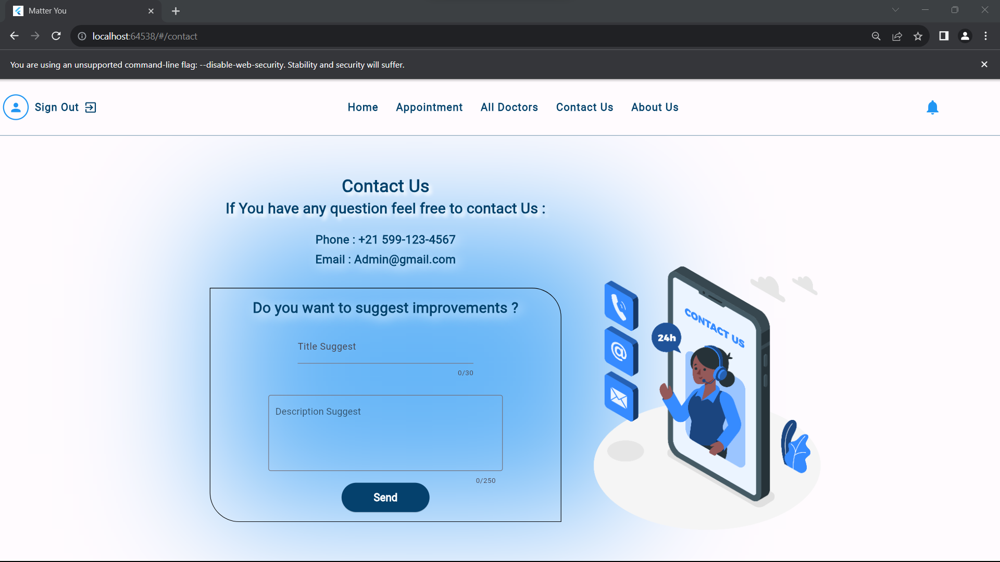 Matter You
localhost:64538/#/contact
You are using an unsupported command-line flag: --disable-web-security. Stability and security will suffer.
Sign Out
Home Appointment All Doctors Contact Us About Us
Contact Us
If You have any question feel free to contact Us :
Phone : +21 599-123-4567
Email : Admin@gmail.com
Do you want to suggest improvements ?
Title Suggest
0/30
Description Suggest
0/250
Send
CONTACT US
24h